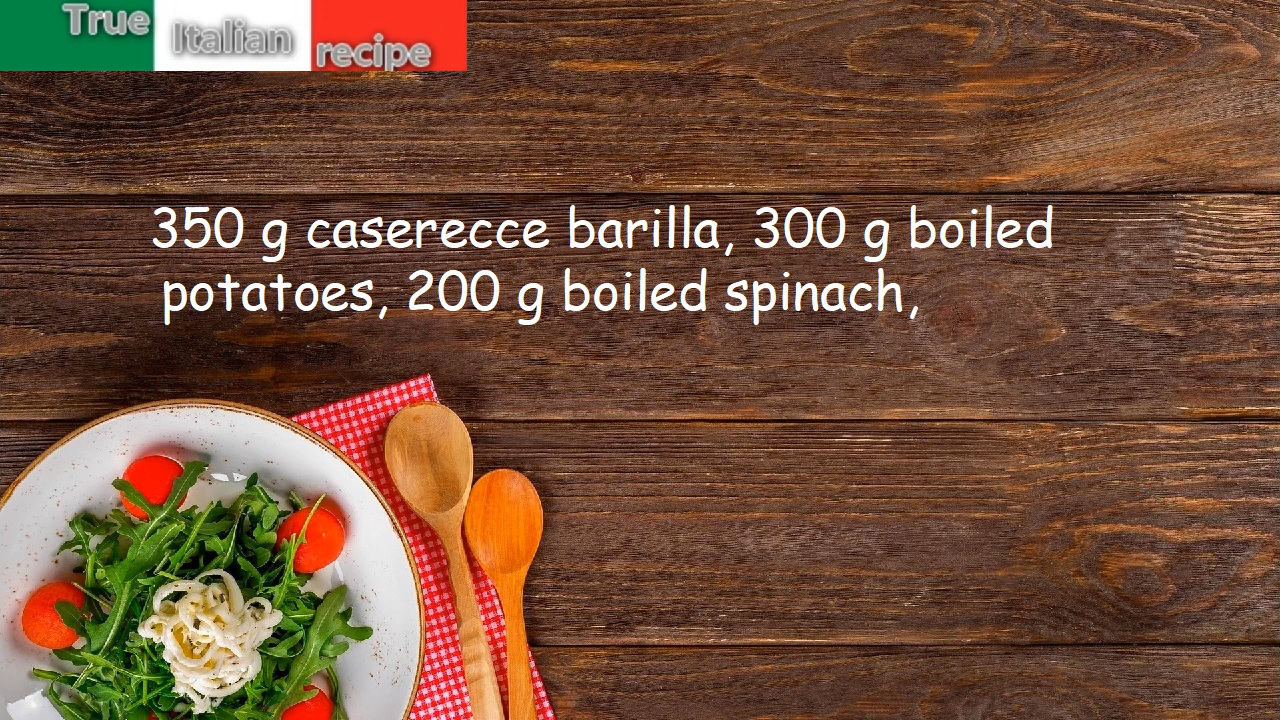 True Italian recipe
350 g caserecce barilla, 300 g boiled
potatoes, 200 g boiled spinach,